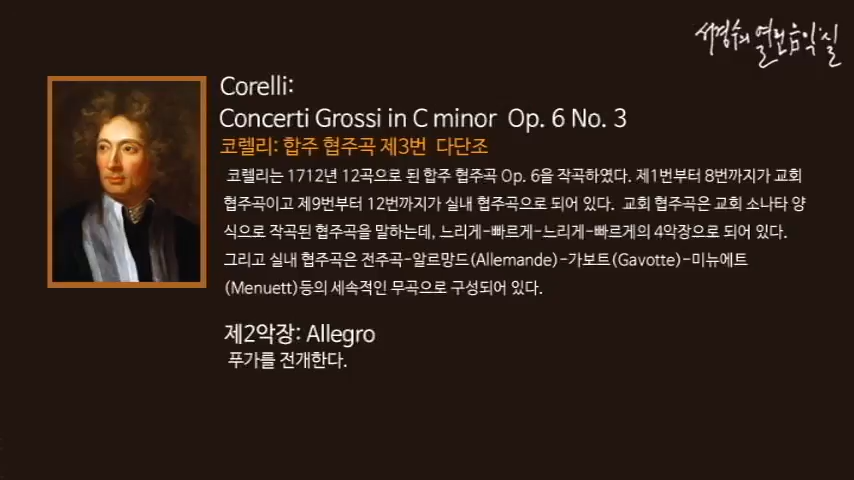 서경수의 열린음악실
Corelli:
Concerti Grossi in C minor Op. 6 No. 3
코렐리: 합주 협주곡 제3번 다단조
코렐리는 1712년 12곡으로 된 합주 협주곡 Op. 6을 작곡하였다. 제1번부터 8번까지가 교회
협주곡이고 제9번부터 12번까지가 실내 협주곡으로 되어 있다. 교회 협주곡은 교회 소나타 양
식으로 작곡된 협주곡을 말하는데, 느리게-빠르게-느리게-빠르게의 4악장으로 되어 있다.
그리고 실내 협주곡은 전주곡-알르망드(Allemande)-가보트(Gavotte)-미뉴에트
(Menuett)등의 세속적인 무곡으로 구성되어 있다.
제2악장: Allegro
푸가를 전개한다.